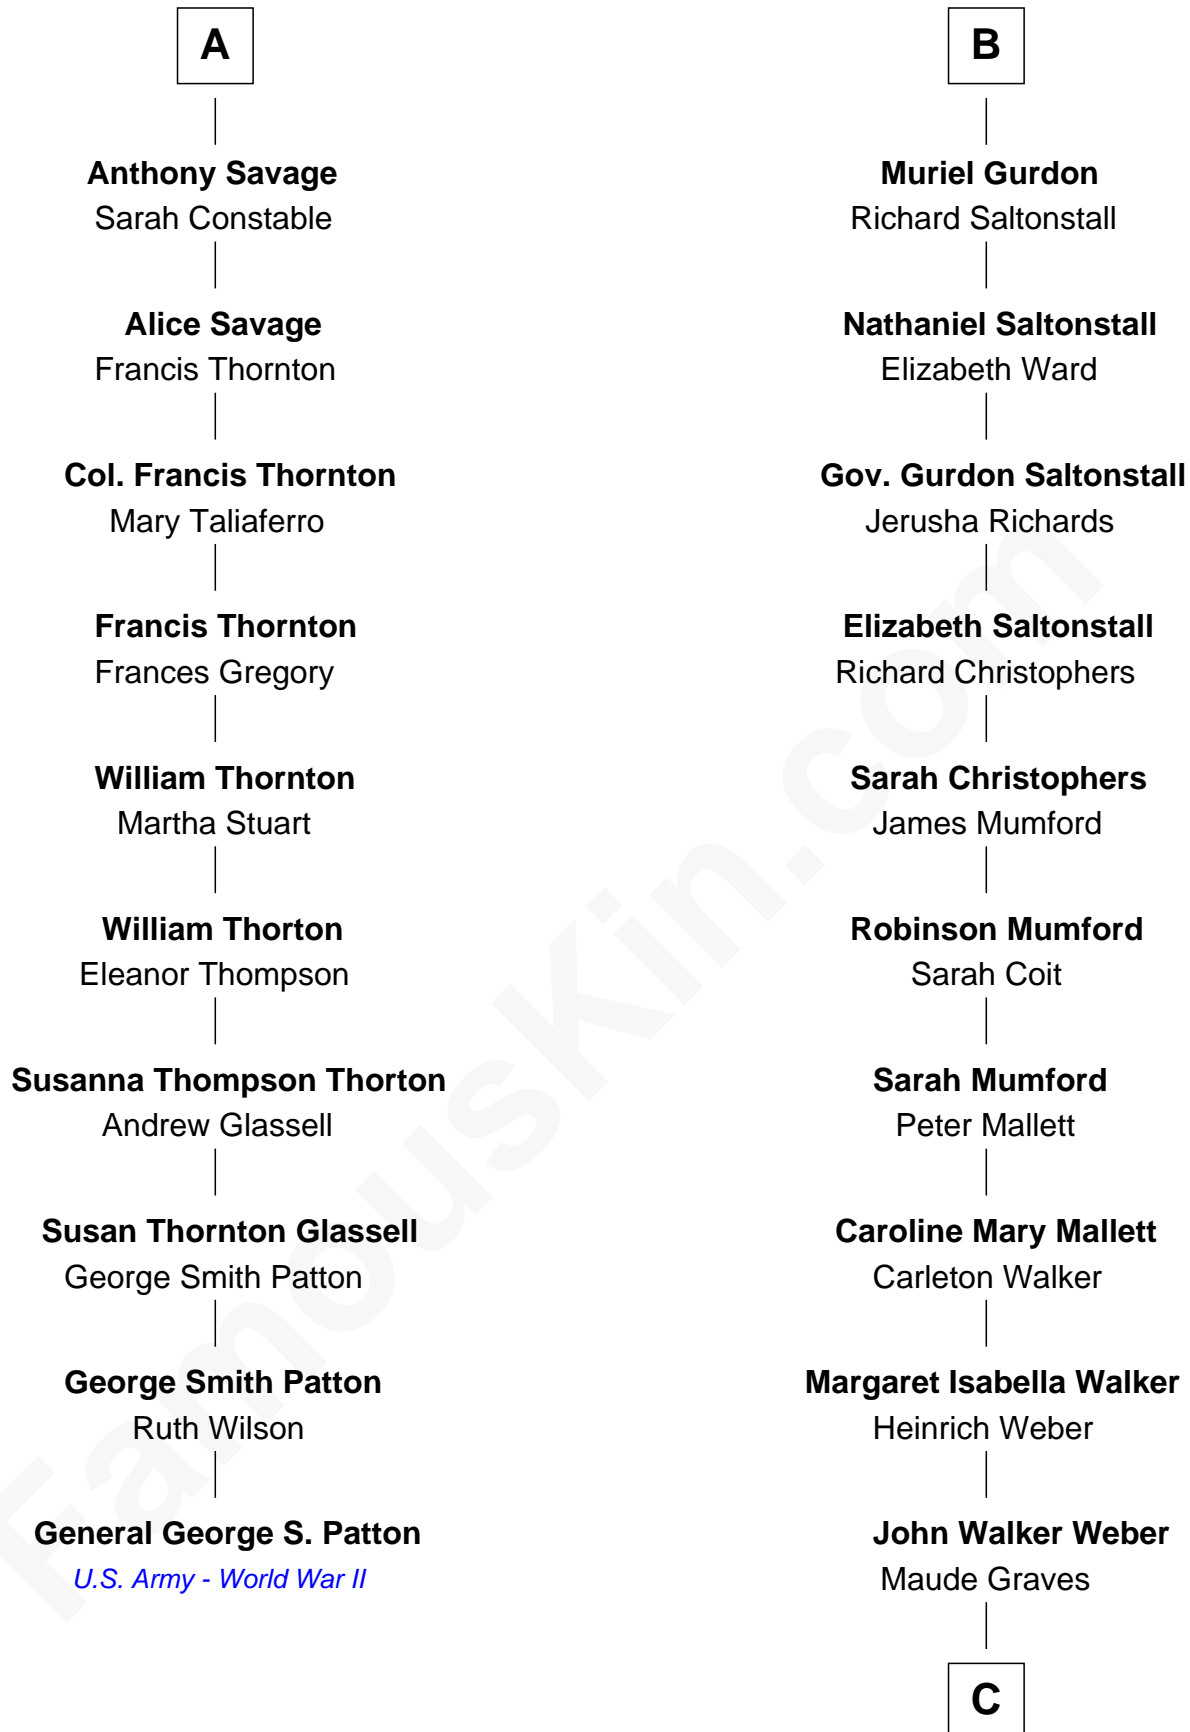 A
Anthony Savage
Sarah Constable
Alice Savage
Francis Thornton
Col. Francis Thornton
Mary Taliaferro
Francis Thornton
Frances Gregory
William Thornton
Martha Stuart
William Thorton
Eleanor Thompson
Susanna Thompson Thorton
Andrew Glassell
Susan Thornton Glassell
George Smith Patton
George Smith Patton
Ruth Wilson
General George S. Patton
U.S. Army - World War II
B
Muriel Gurdon
Richard Saltonstall
Nathaniel Saltonstall
Elizabeth Ward
Gov. Gurdon Saltonstall
Jerusha Richards
Elizabeth Saltonstall
Richard Christophers
Sarah Christophers
James Mumford
Robinson Mumford
Sarah Coit
Sarah Mumford
Peter Mallett
Caroline Mary Mallett
Carleton Walker
Margaret Isabella Walker
Heinrich Weber
John Walker Weber
Maude Graves
C
FamousKin.com